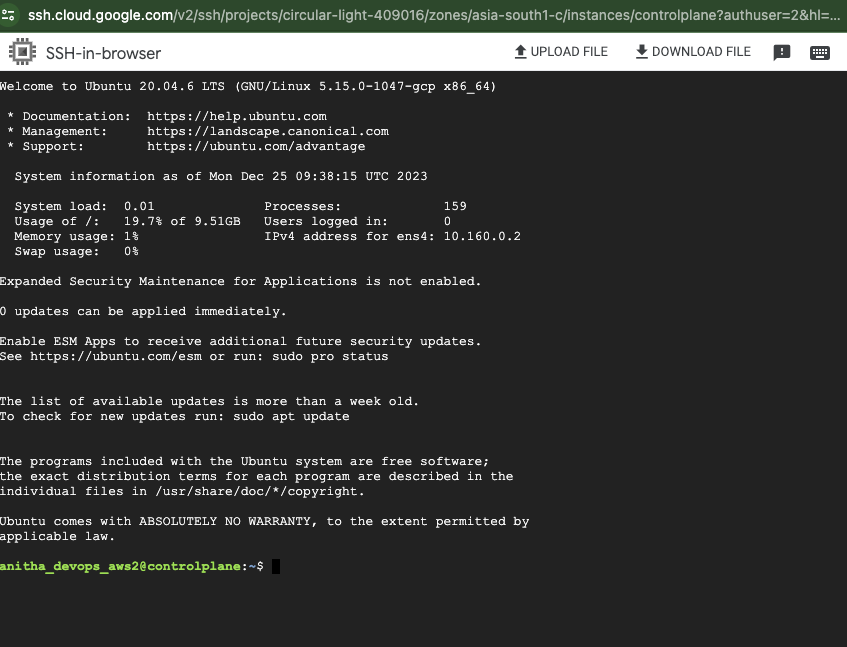 ssh.cloud.google.com/v2/ssh/projects/circular-light-409016/zones/asia-south1-c/instances/controlplane?authuser=2&hl=...
SSH-in-browser
UPLOAD FILE
DOWNLOAD FILE
Welcome to Ubuntu 20.04.6 LTS (GNU/Linux 5.15.0-1047-gcp x86_64)
* Documentation: https://help.ubuntu.com
* Management: https://landscape.canonical.com
* Support: https://ubuntu.com/advantage
System information as of Mon Dec 25 09:38:15 UTC 2023
System load: 0.01 Processes: 159
Usage of /: 19.7% of 9.51GB Users logged in: 0
Memory usage: 1% IPv4 address for ens4: 10.160.0.2
Swap usage: 0%
Expanded Security Maintenance for Applications is not enabled.
0 updates can be applied immediately.
Enable ESM Apps to receive additional future security updates.
See https://ubuntu.com/esm or run: sudo pro status
The list of available updates is more than a week old.
To check for new updates run: sudo apt update
The programs included with the Ubuntu system are free software;
the exact distribution terms for each program are described in the
individual files in /usr/share/doc/*/copyright.
Ubuntu comes with ABSOLUTELY NO WARRANTY, to the extent permitted by
applicable law.
anitha_devops_aws2@controlplane:~$